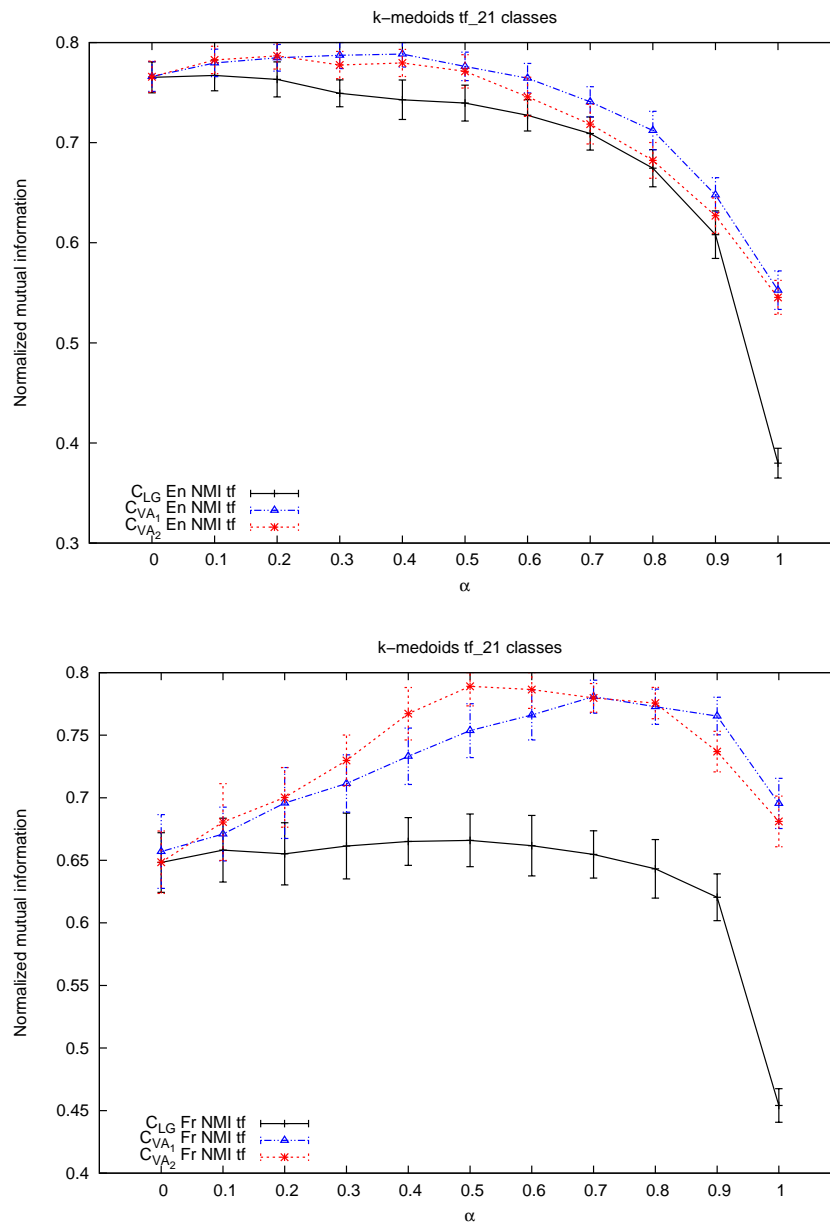 k-medoids tf_21 classes
0.8
0.7
0.6
0.5
0.4
0.3
Normalized mutual information
C_LG En NMI tf
C_VA_1 En NMI tf
C_VA_2 En NMI tf
0 0.1 0.2 0.3 0.4 0.5 0.6 0.7 0.8 0.9 1
α
k-medoids tf_21 classes
0.8
0.75
0.7
0.65
0.6
0.55
0.5
0.45
0.4
Normalized mutual information
C_LG Fr NMI tf
C_VA_1 Fr NMI tf
C_VA_2 Fr NMI tf
0 0.1 0.2 0.3 0.4 0.5 0.6 0.7 0.8 0.9 1
α